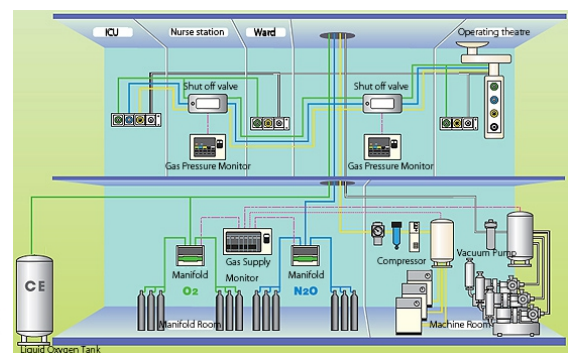 ICU
Nurse station
Ward
Operating theatre
Shut off valve
Shut off valve
Gas Pressure Monitor
Gas Pressure Monitor
Manifold
O2
Gas Supply
Monitor
Manifold
N2O
Compressor
Vacuum Pump
CE
Manifold Room
Machine Room
Liquid Oxygen Tank